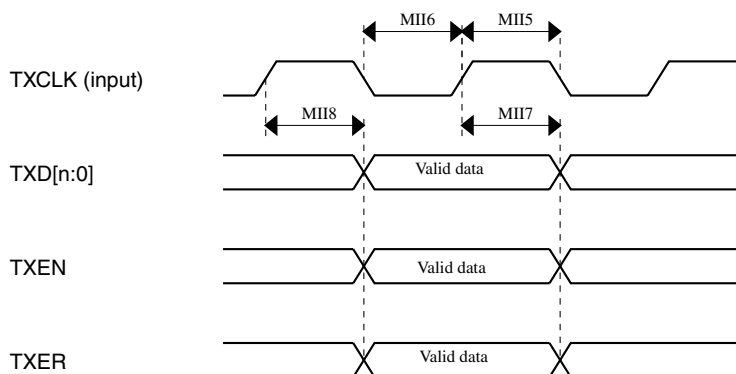 MII6 MII5
TXCLK (input)
MII8 MII7
TXD[n:0] Valid data
TXEN Valid data
TXER Valid data